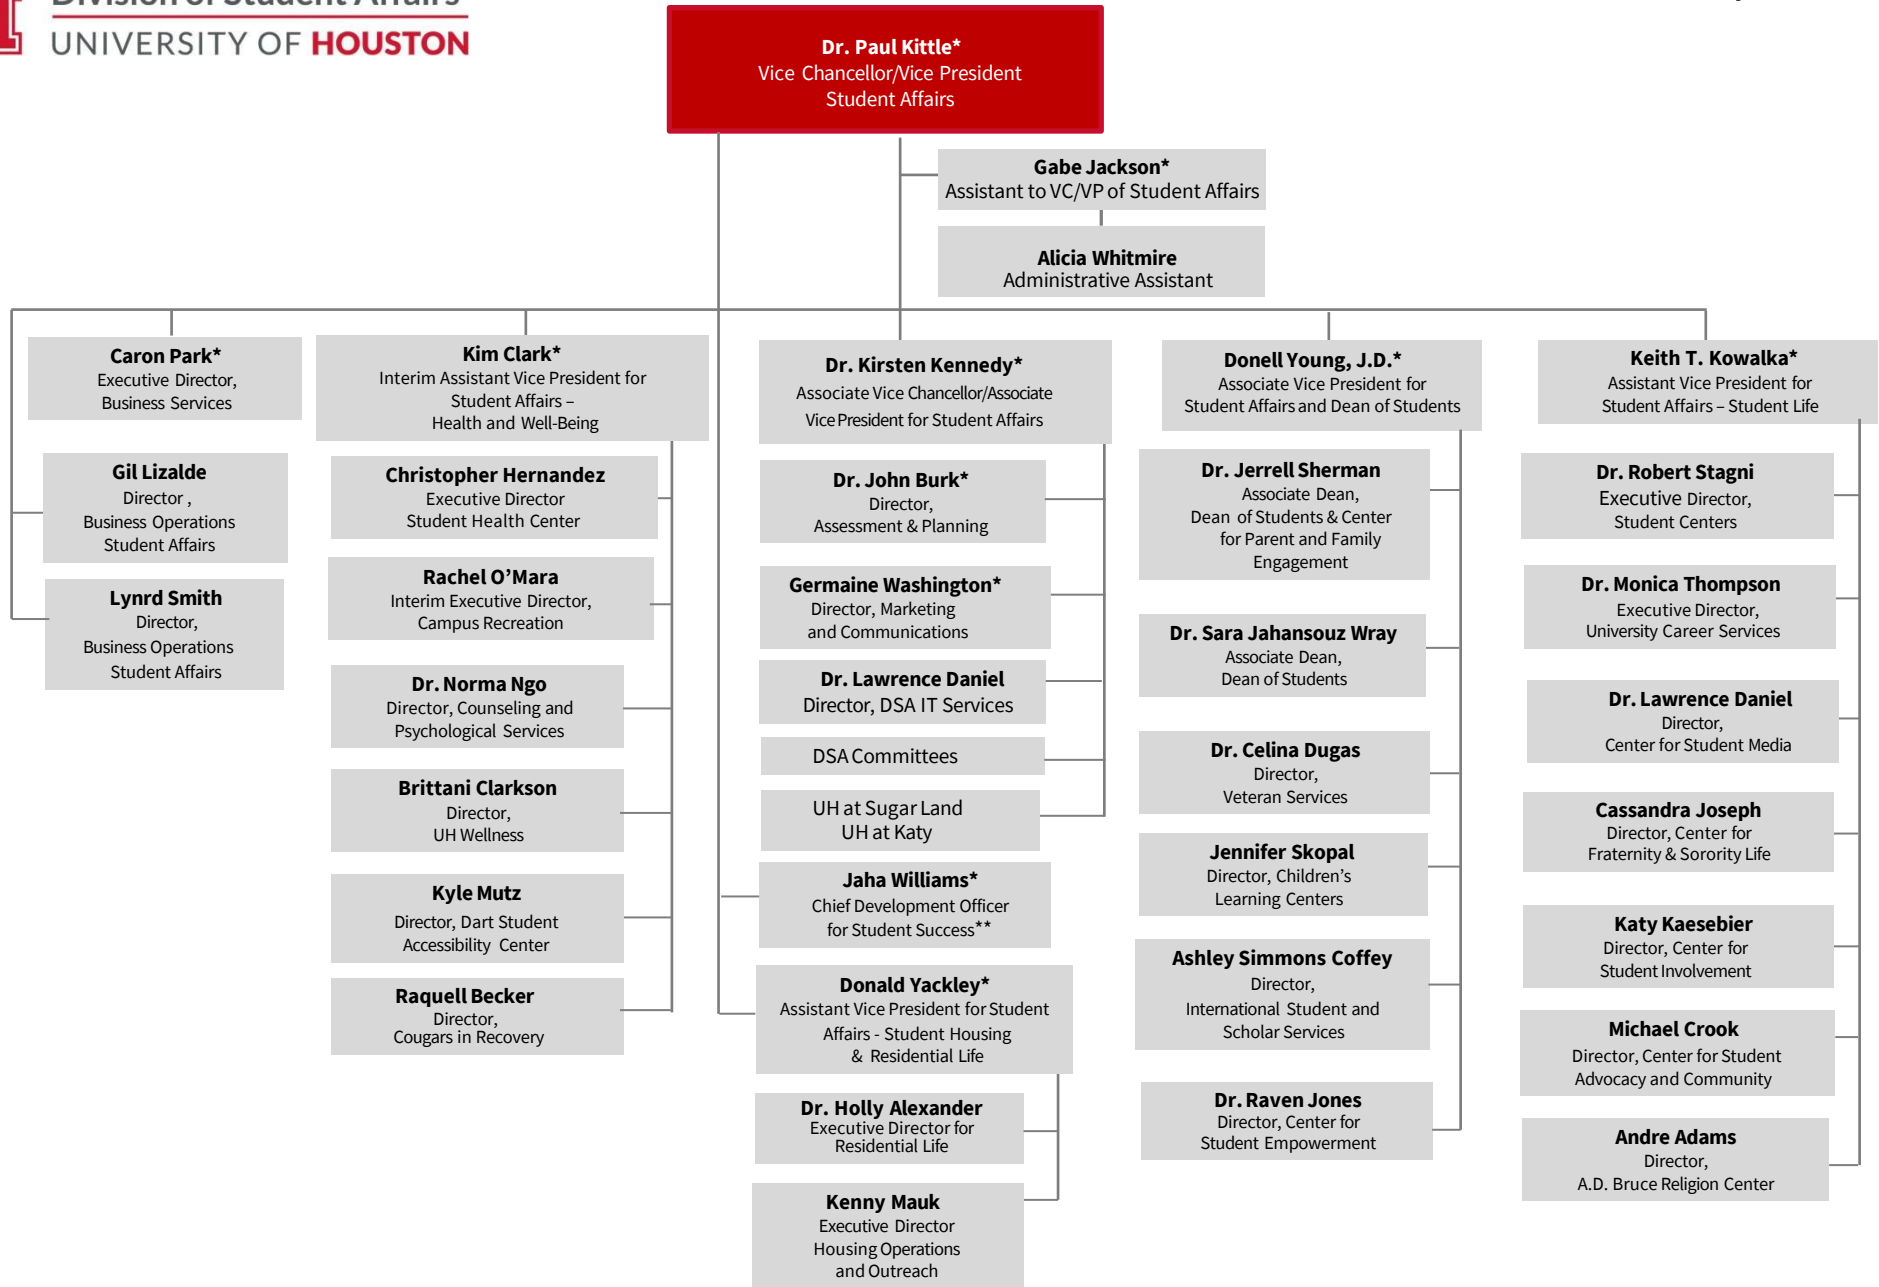 Division of Student Affairs
UNIVERSITY OF HOUSTON
Dr. Paul Kittle*
Vice Chancellor/Vice President
Student Affairs
Gabe Jackson*
Assistant to VC/VP of Student Affairs
Alicia Whitmire
Administrative Assistant
Caron Park*
Executive Director,
Business Services
Gil Lizalde
Director ,
Business Operations
Student Affairs
Lynrd Smith
Director,
Business Operations
Student Affairs
Kim Clark*
Interim Assistant Vice President for
Student Affairs –
Health and Well-Being
Christopher Hernandez
Executive Director
Student Health Center
Rachel O’Mara
Interim Executive Director,
Campus Recreation
Dr. Norma Ngo
Director, Counseling and
Psychological Services
Brittani Clarkson
Director,
UH Wellness
Kyle Mutz
Director, Dart Student
Accessibility Center
Raquell Becker
Director,
Cougars in Recovery
Dr. Kirsten Kennedy*
Associate Vice Chancellor/Associate
Vice President for Student Affairs
Dr. John Burk*
Director,
Assessment & Planning
Germaine Washington*
Director, Marketing
and Communications
Dr. Lawrence Daniel
Director, DSA IT Services
DSA Committees
UH at Sugar Land
UH at Katy
Jaha Williams*
Chief Development Officer
for Student Success**
Donald Yackley*
Assistant Vice President for Student
Affairs - Student Housing
& Residential Life
Dr. Holly Alexander
Executive Director for
Residential Life
Kenny Mauk
Executive Director
Housing Operations
and Outreach
Donell Young, J.D.*
Associate Vice President for
Student Affairs and Dean of Students
Dr. Jerrell Sherman
Associate Dean,
Dean of Students & Center
for Parent and Family
Engagement
Dr. Sara Jahansouz Wray
Associate Dean,
Dean of Students
Dr. Celina Dugas
Director,
Veteran Services
Jennifer Skopal
Director, Children’s
Learning Centers
Ashley Simmons Coffey
Director,
International Student and
Scholar Services
Dr. Raven Jones
Director, Center for
Student Empowerment
Keith T. Kowalka*
Assistant Vice President for
Student Affairs – Student Life
Dr. Robert Stagni
Executive Director,
Student Centers
Dr. Monica Thompson
Executive Director,
University Career Services
Dr. Lawrence Daniel
Director,
Center for Student Media
Cassandra Joseph
Director, Center for
Fraternity & Sorority Life
Katy Kaesebier
Director, Center for
Student Involvement
Michael Crook
Director, Center for Student
Advocacy and Community
Andre Adams
Director,
A.D. Bruce Religion Center